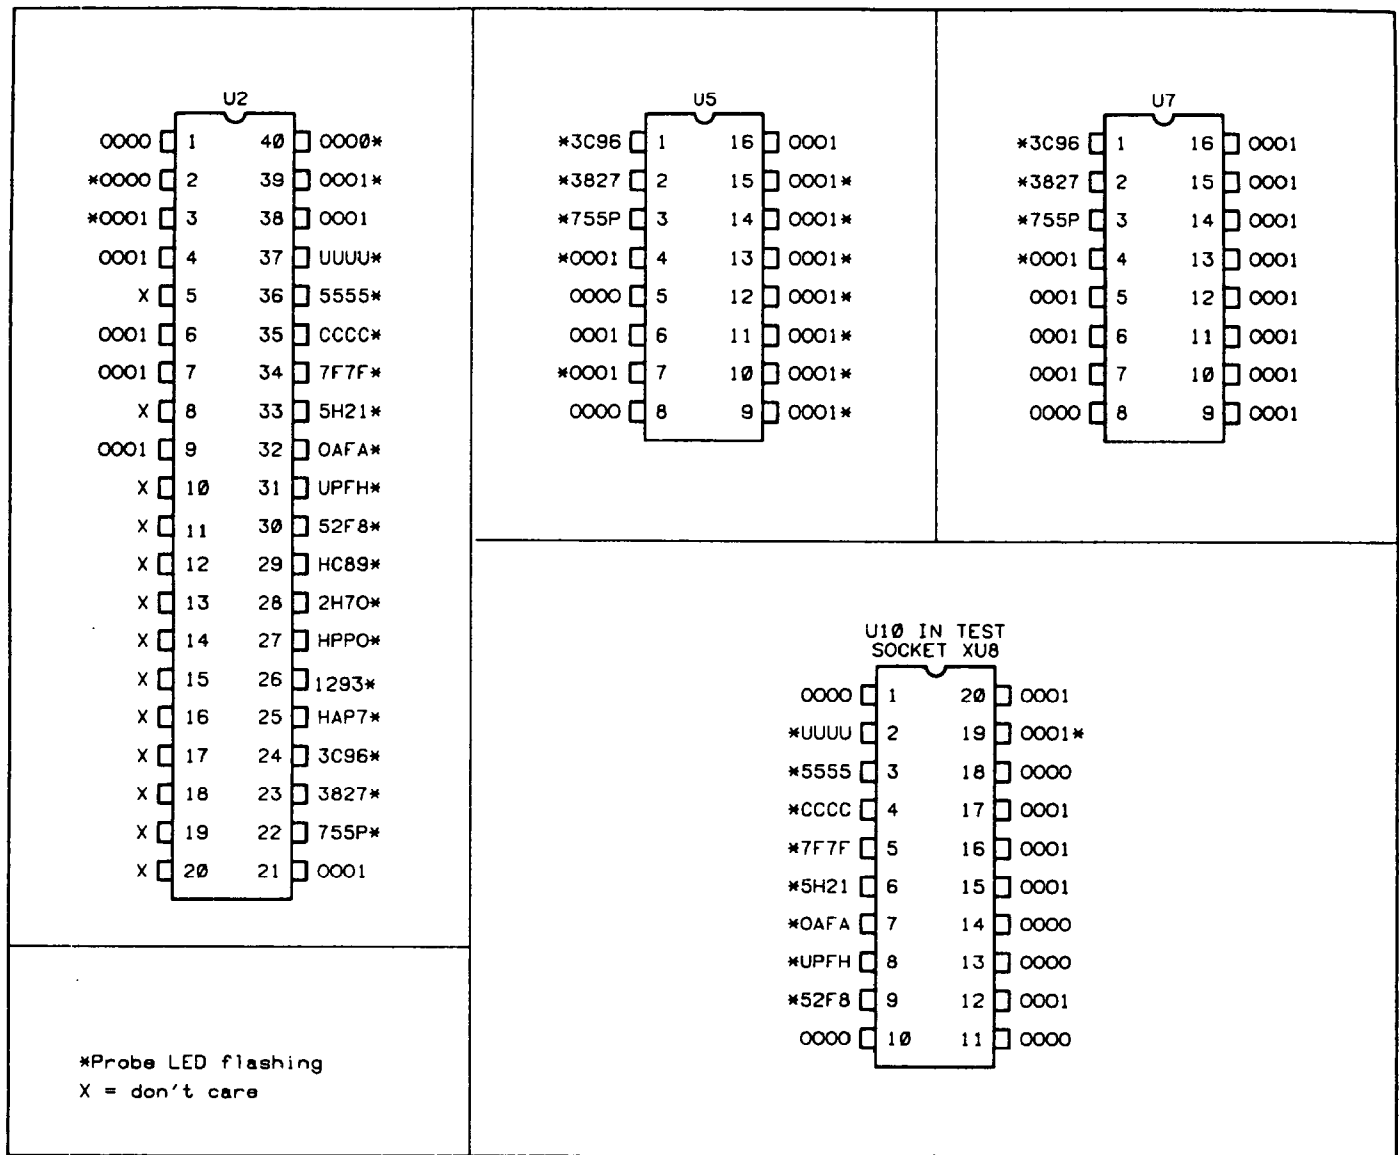 U2
0000 1 40 0000*
*0000 2 39 0001*
*0001 3 38 0001
0001 4 37 UUUU*
X 5 36 5555*
0001 6 35 CCCC*
0001 7 34 7F7F*
X 8 33 5H21*
0001 9 32 0AFA*
X 10 31 UPFH*
X 11 30 52F8*
X 12 29 HC89*
X 13 28 2H70*
X 14 27 HPP0*
X 15 26 1293*
X 16 25 HAP7*
X 17 24 3C96*
X 18 23 3827*
X 19 22 755P*
X 20 21 0001
U5
*3C96 1 16 0001
*3827 2 15 0001*
*755P 3 14 0001*
*0001 4 13 0001*
0000 5 12 0001*
0001 6 11 0001*
*0001 7 10 0001*
0000 8 9 0001*
U7
*3C96 1 16 0001
*3827 2 15 0001
*755P 3 14 0001
*0001 4 13 0001
0001 5 12 0001
0001 6 11 0001
0001 7 10 0001
0000 8 9 0001
U10 IN TEST
SOCKET XU8
0000 1 20 0001
*UUUU 2 19 0001*
*5555 3 18 0000
*CCCC 4 17 0001
*7F7F 5 16 0001
*5H21 6 15 0001
*0AFA 7 14 0000
*UPFH 8 13 0000
*52F8 9 12 0001
0000 10 11 0000
*Probe LED flashing
X = don't care